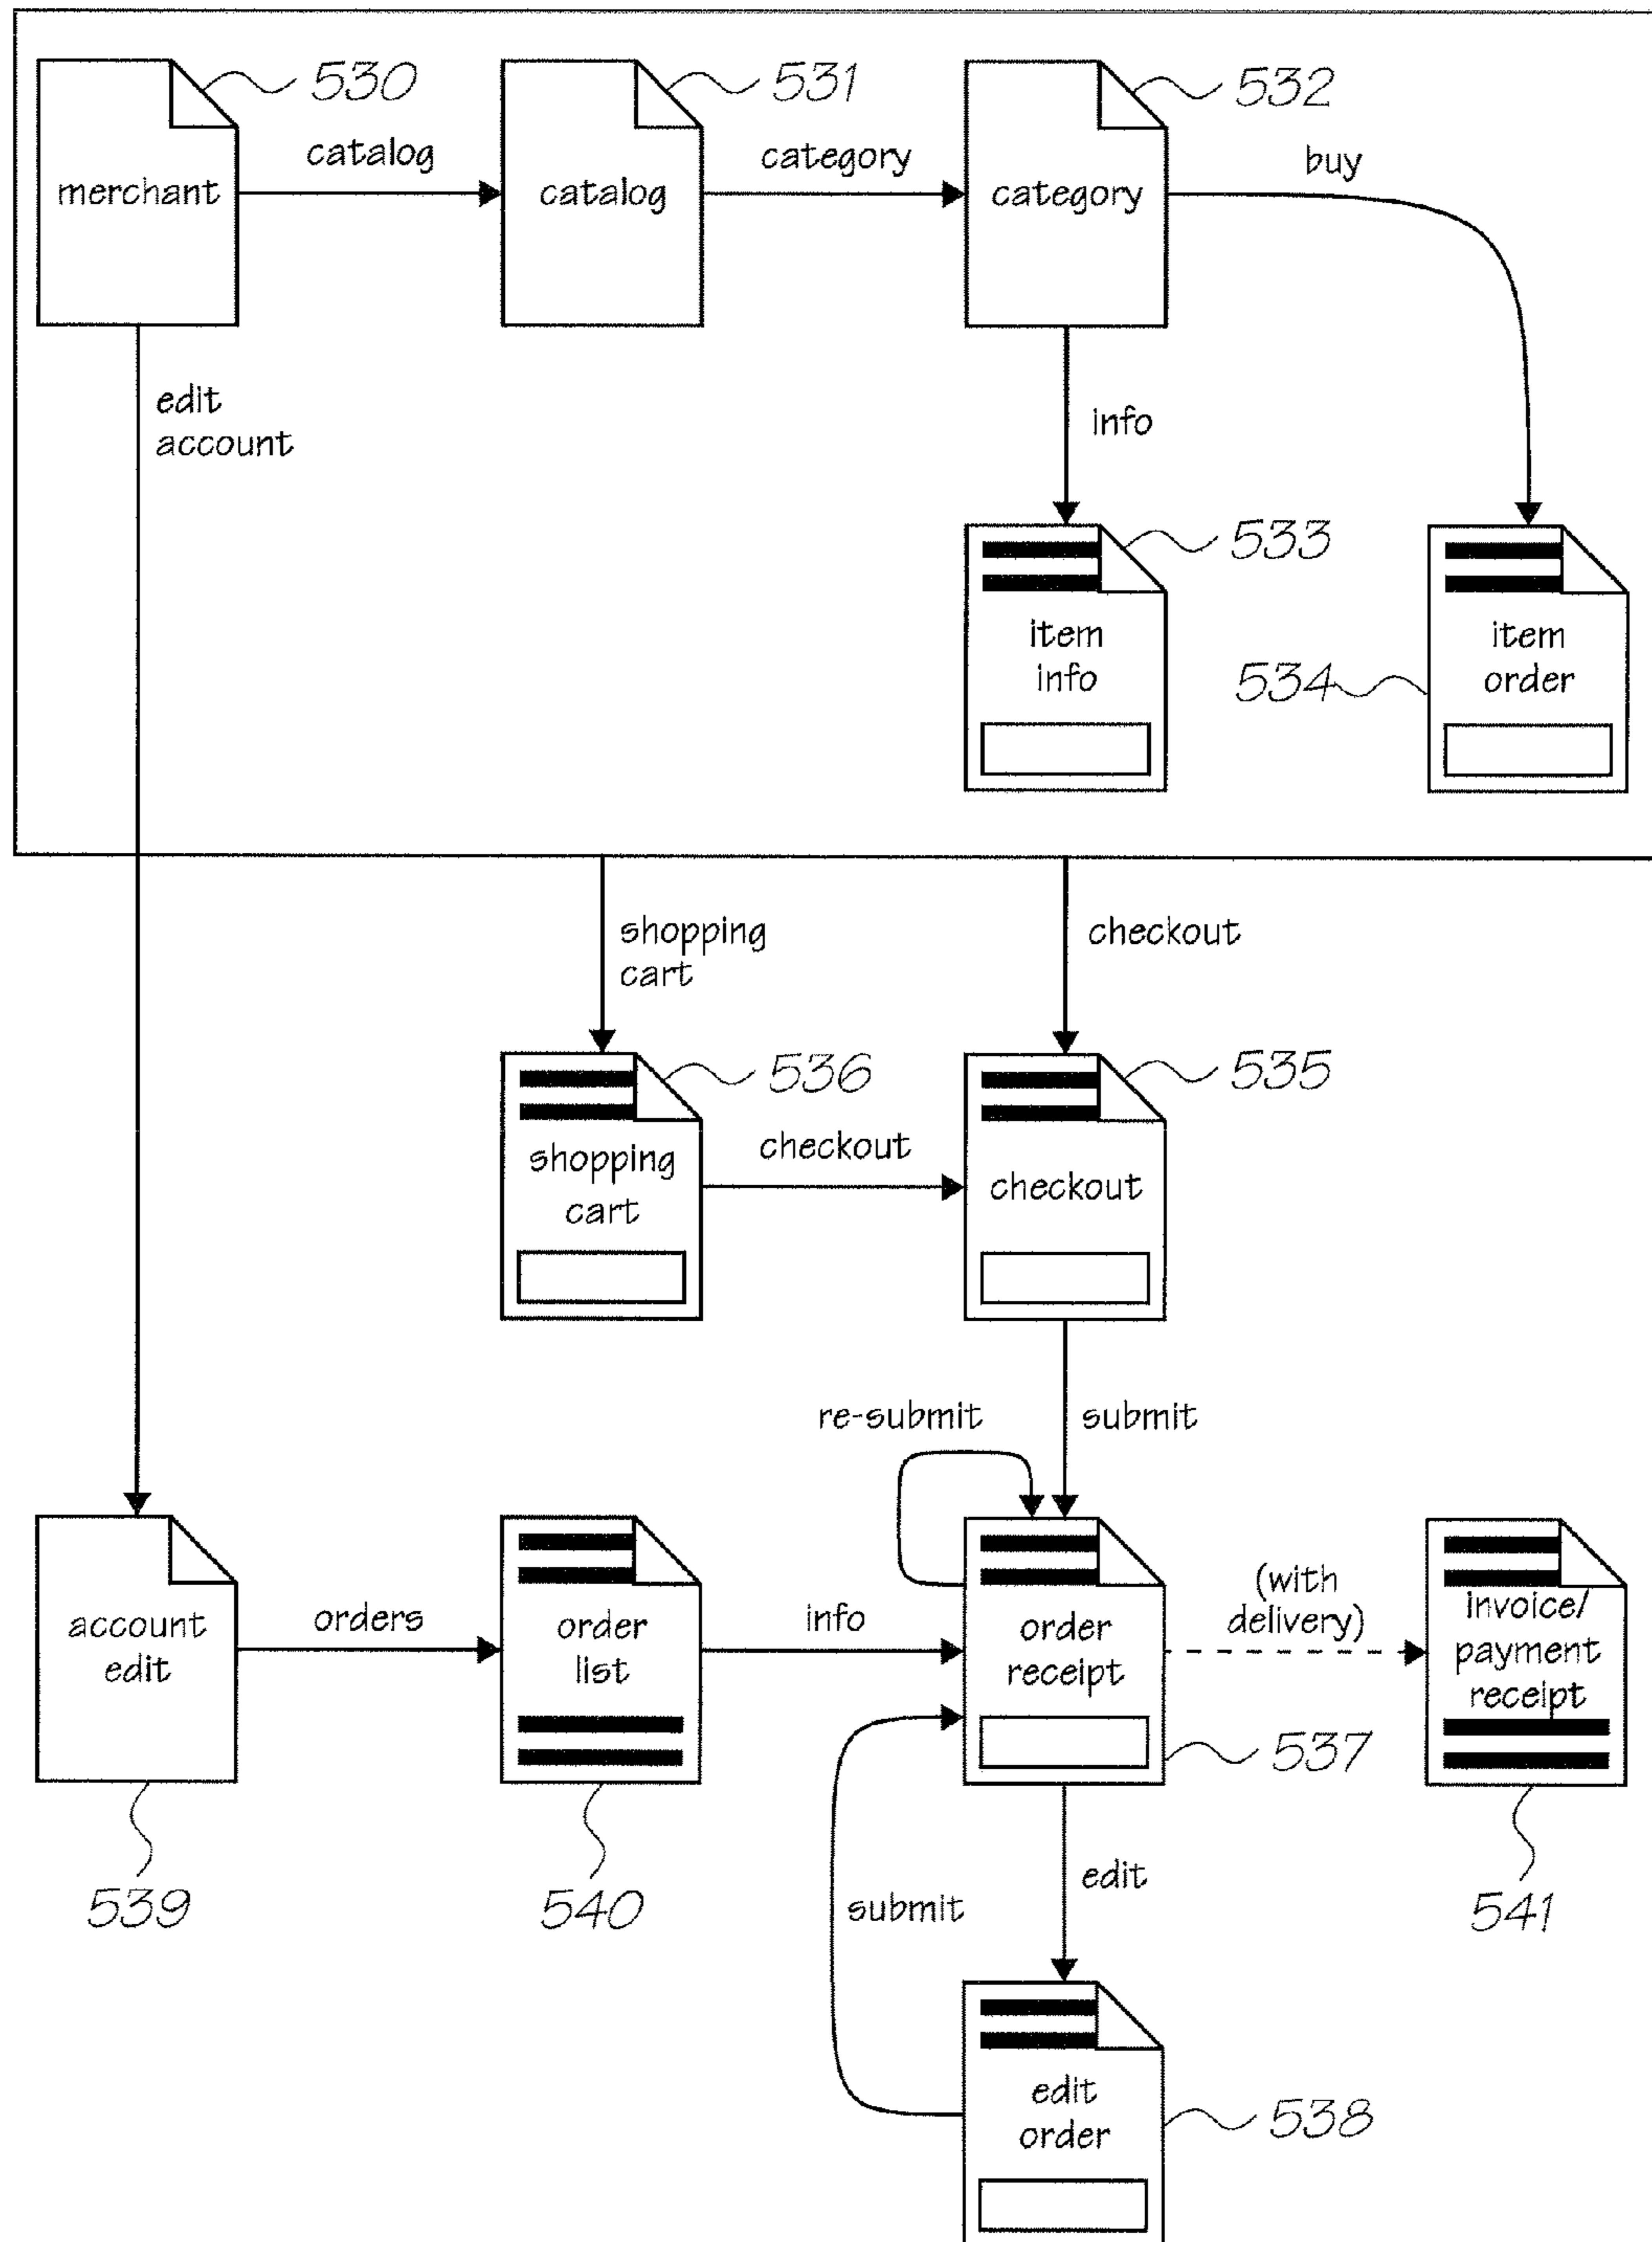 530
531
532
catalog
category
buy
merchant
catalog
category
edit
account
info
533
item
info
534
item
order
shopping
cart
checkout
536
535
shopping
cart
checkout
checkout
re-submit
submit
account
edit
orders
order
list
info
order
receipt
(with
delivery)
invoice/
payment
receipt
537
539
540
541
submit
edit
edit
order
538